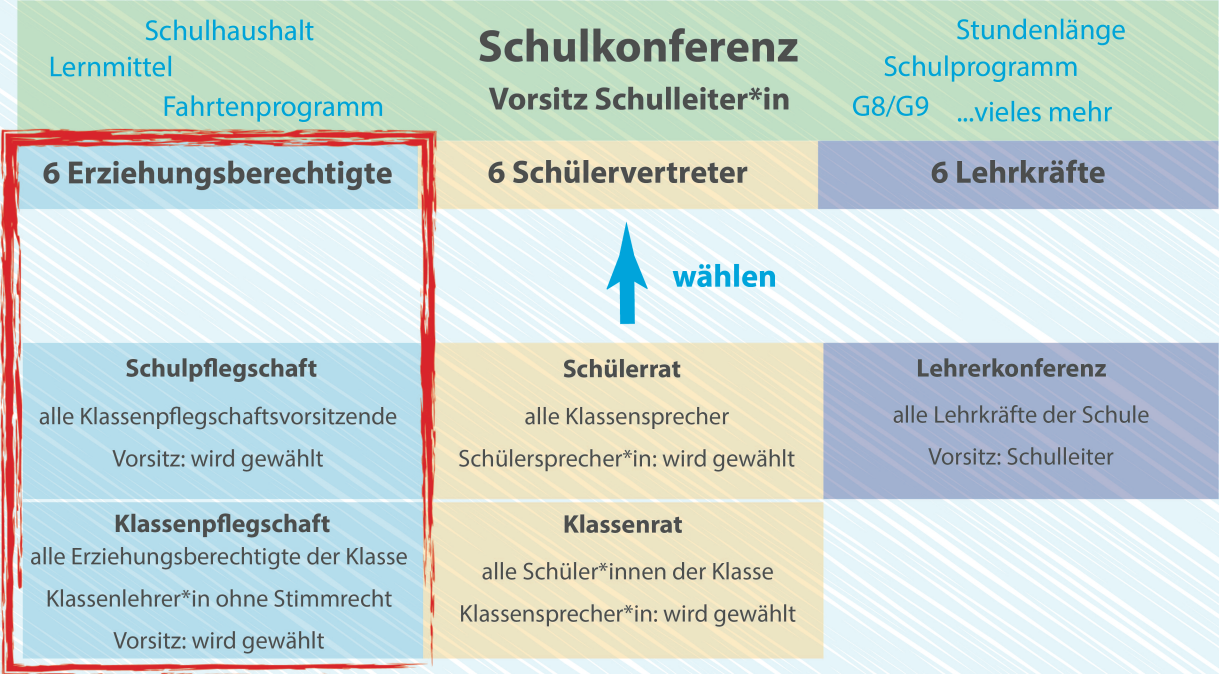 Schulhaushalt
Lernmittel
Fahrtenprogramm
Schulkonferenz
Vorsitz Schulleiter*in
Stundenlänge
Schulprogramm
G8/G9 ...vieles mehr
6 Erziehungsberechtigte
6 Schülervertreter
6 Lehrkräfte
wählen
Schulpflegschaft
alle Klassenpflegschaftsvorsitzende
Vorsitz: wird gewählt
Schülerrat
alle Klassensprecher
Schülersprecher*in: wird gewählt
Lehrerkonferenz
alle Lehrkräfte der Schule
Vorsitz: Schulleiter
Klassenpflegschaft
alle Erziehungsberechtigte der Klasse
Klassenlehrer*in ohne Stimmrecht
Vorsitz: wird gewählt
Klassenrat
alle Schüler*innen der Klasse
Klassensprecher*in: wird gewählt